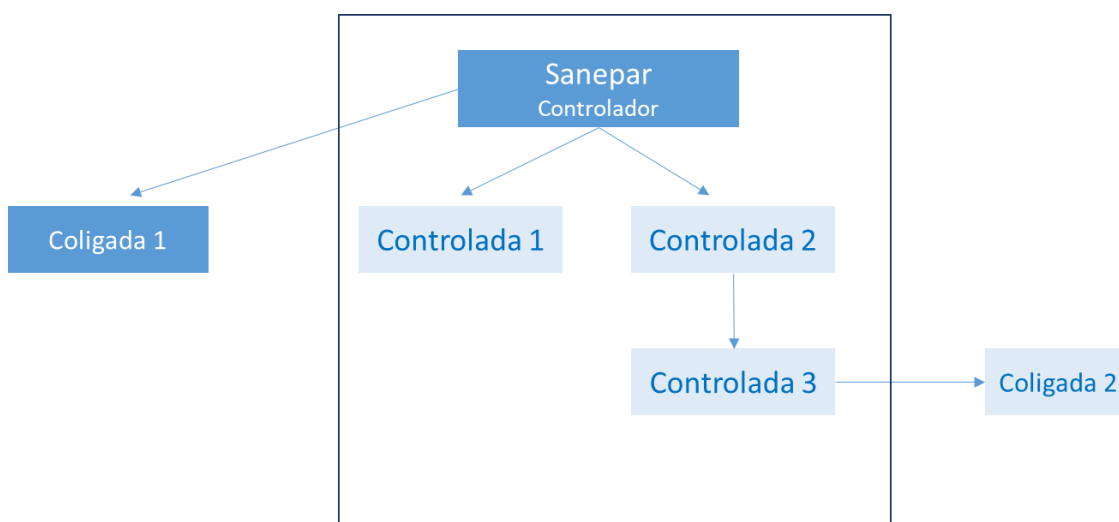 Sanepar
Controlador
Coligada 1
Controlada 1
Controlada 2
Controlada 3
Coligada 2